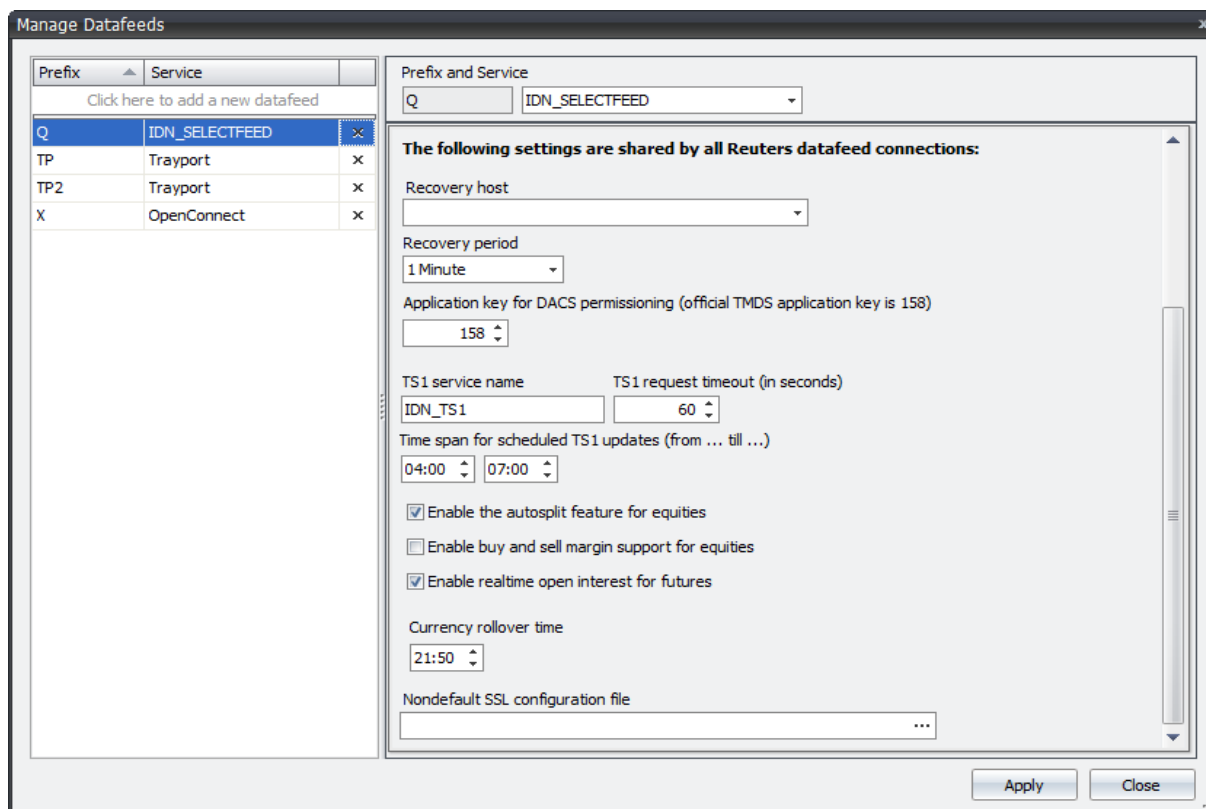 Manage Datafeeds
Prefix Service
Click here to add a new datafeed
Q IDN_SELECTFEED
TP Trayport
TP2 Trayport
X OpenConnect
Prefix and Service
Q IDN_SELECTFEED
The following settings are shared by all Reuters datafeed connections:
Recovery host
Recovery period
1 Minute
Application key for DACS permissioning (official TMDS application key is 158)
158
TS1 service name TS1 request timeout (in seconds)
IDN_TS1 60
Time span for scheduled TS1 updates (from ... till ...)
04:00 07:00
Enable the autosplit feature for equities
Enable buy and sell margin support for equities
Enable realtime open interest for futures
Currency rollover time
21:50
Nondefault SSL configuration file
...
Apply Close